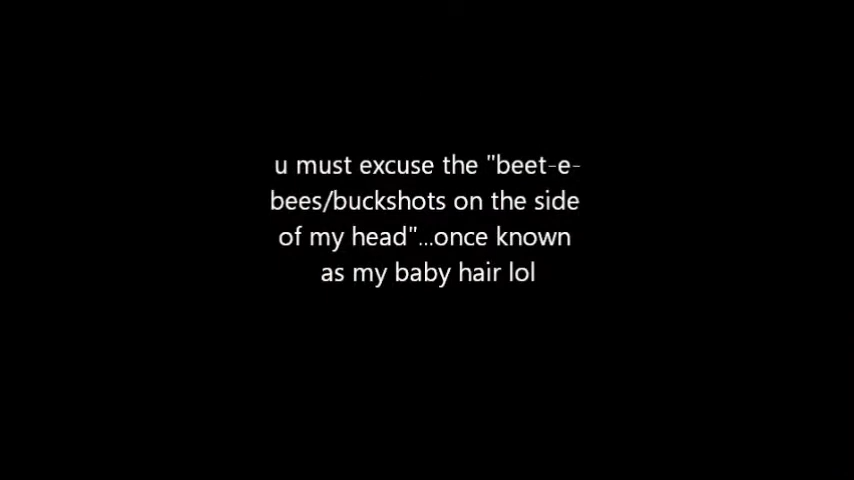 u must excuse the "beet-e-
bees/buckshots on the side
of my head"...once known
as my baby hair lol